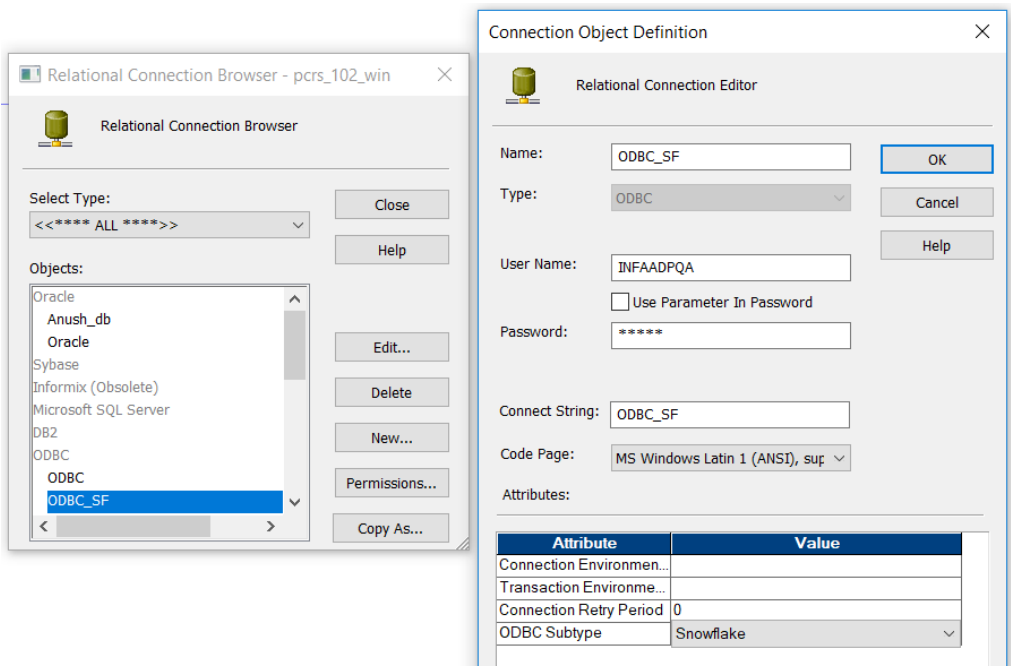 Relational Connection Browser - pcrs_102_win
Relational Connection Browser
Select Type:
<<**** ALL ****>>
Close
Help
Objects:
Oracle
Anush_db
Oracle
Sybase
Informix (Obsolete)
Microsoft SQL Server
DB2
ODBC
ODBC
ODBC_SF
Edit...
Delete
New...
Permissions...
Copy As...
Connection Object Definition
Relational Connection Editor
Name:
ODBC_SF
OK
Type:
ODBC
Cancel
Help
User Name:
INFAADPQA
Use Parameter In Password
Password:
*****
Connect String:
ODBC_SF
Code Page:
MS Windows Latin 1 (ANSI), sup
Attributes:
Attribute Value
Connection Environmen...
Transaction Environme...
Connection Retry Period 0
ODBC Subtype Snowflake